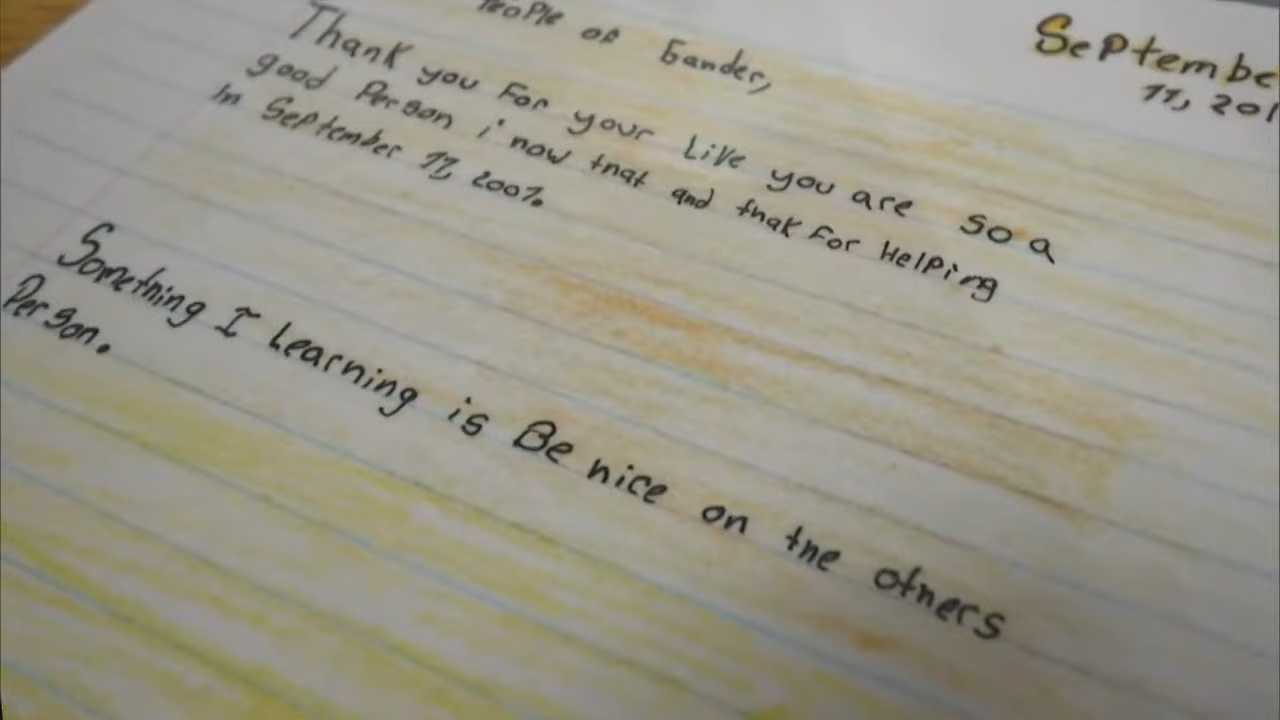 People of Gander,
Septembe
11, 201
Thank you For your Live you are so a
good Person i now that and thak For Helping
In September 11, 2001.
Something I Learning is Be nice on the others
Person.